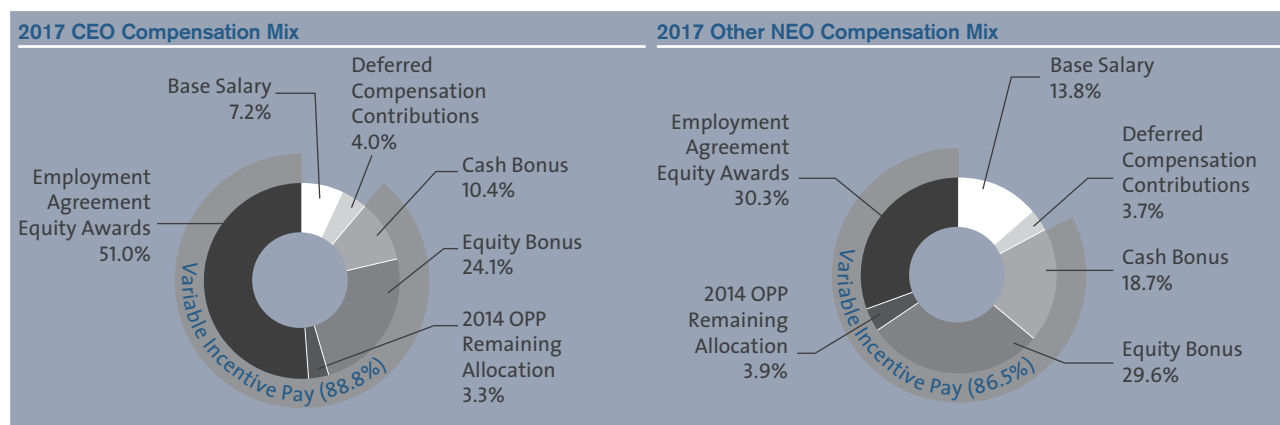 2017 CEO Compensation Mix
Base Salary
7.2%
Deferred
Compensation
Contributions
4.0%
Cash Bonus
10.4%
Equity Bonus
24.1%
2014 OPP
Remaining
Allocation
3.3%
Employment
Agreement
Equity Awards
51.0%
Variable Incentive Pay (88.8%)
2017 Other NEO Compensation Mix
Base Salary
13.8%
Deferred
Compensation
Contributions
3.7%
Cash Bonus
18.7%
Equity Bonus
29.6%
2014 OPP
Remaining
Allocation
3.9%
Employment
Agreement
Equity Awards
30.3%
Variable Incentive Pay (86.5%)